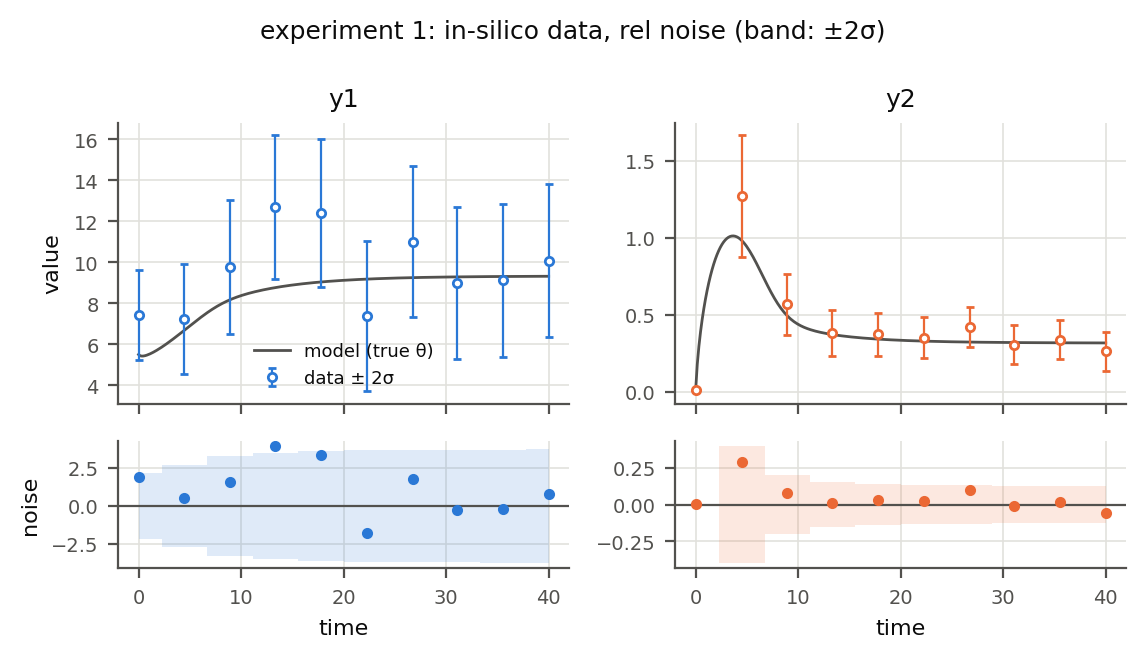 experiment 1: in-silico data, rel noise (band: ±2σ)
y1
y2
value
16
14
12
10
8
6
4
model (true θ)
data ± 2σ
1.5
1.0
0.5
0.0
noise
2.5
0.0
−2.5
0.25
0.00
−0.25
0 10 20 30 40
0 10 20 30 40
time
time